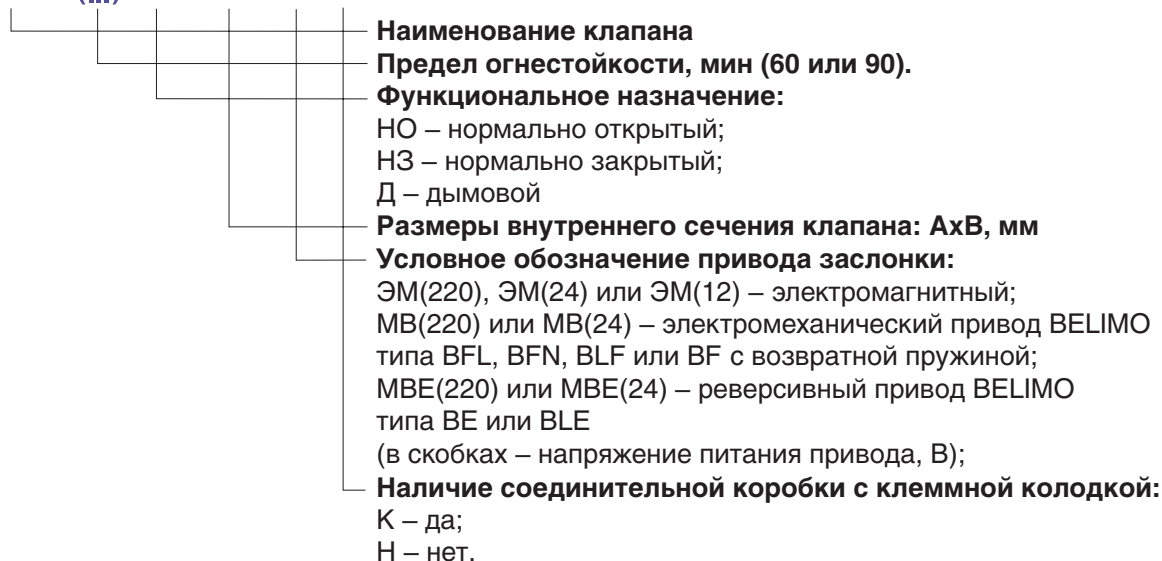 Наименование клапана
Предел огнестойкости, мин (60 или 90).
Функциональное назначение:
НО – нормально открытый;
НЗ – нормально закрытый;
Д – дымовой
Размеры внутреннего сечения клапана: АхВ, мм
Условное обозначение привода заслонки:
ЭМ(220), ЭМ(24) или ЭМ(12) – электромагнитный;
МВ(220) или МВ(24) – электромеханический привод BELIMO
типа BFL, BFN, BLF или BF с возвратной пружиной;
МВЕ(220) или МВЕ(24) – реверсивный привод BELIMO
типа BE или BLE
(в скобках – напряжение питания привода, В);
Наличие соединительной коробки с клеммной колодкой:
К – да;
Н – нет.